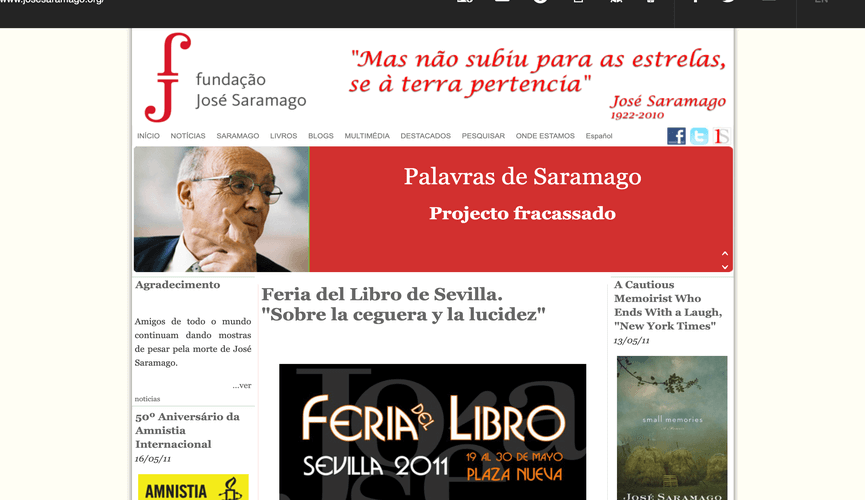 www.josesaramago.org/
EN
fundação
José Saramago
"Mas não subiu para as estrelas,
se à terra pertencia"
José Saramago
1922-2010
INÍCIO NOTÍCIAS SARAMAGO LIVROS BLOGS MULTIMÉDIA DESTACADOS PESQUISAR ONDE ESTAMOS Español
Palavras de Saramago
Projecto fracassado
Agradecimento
Amigos de todo o mundo
continuam dando mostras
de pesar pela morte de José
Saramago.
...ver
noticias
50º Aniversário da
Amnistia
Internacional
16/05/11
AMNISTIA
Feria del Libro de Sevilla.
"Sobre la ceguera y la lucidez"
FERIA DEL LIBRO
SEVILLA 2011
19 AL 30 DE MAYO
PLAZA NUEVA
A Cautious
Memoirist Who
Ends With a Laugh,
"New York Times"
13/05/11
small memories
JOSÉ SARAMAGO